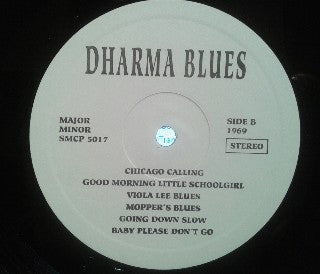 DHARMA BLUES
MAJOR
MINOR
SMCP 5017
SIDE B
1969
STEREO
CHICAGO CALLING
GOOD MORNING LITTLE SCHOOLGIRL
VIOLA LEE BLUES
MOPPER'S BLUES
GOING DOWN SLOW
BABY PLEASE DON'T GO